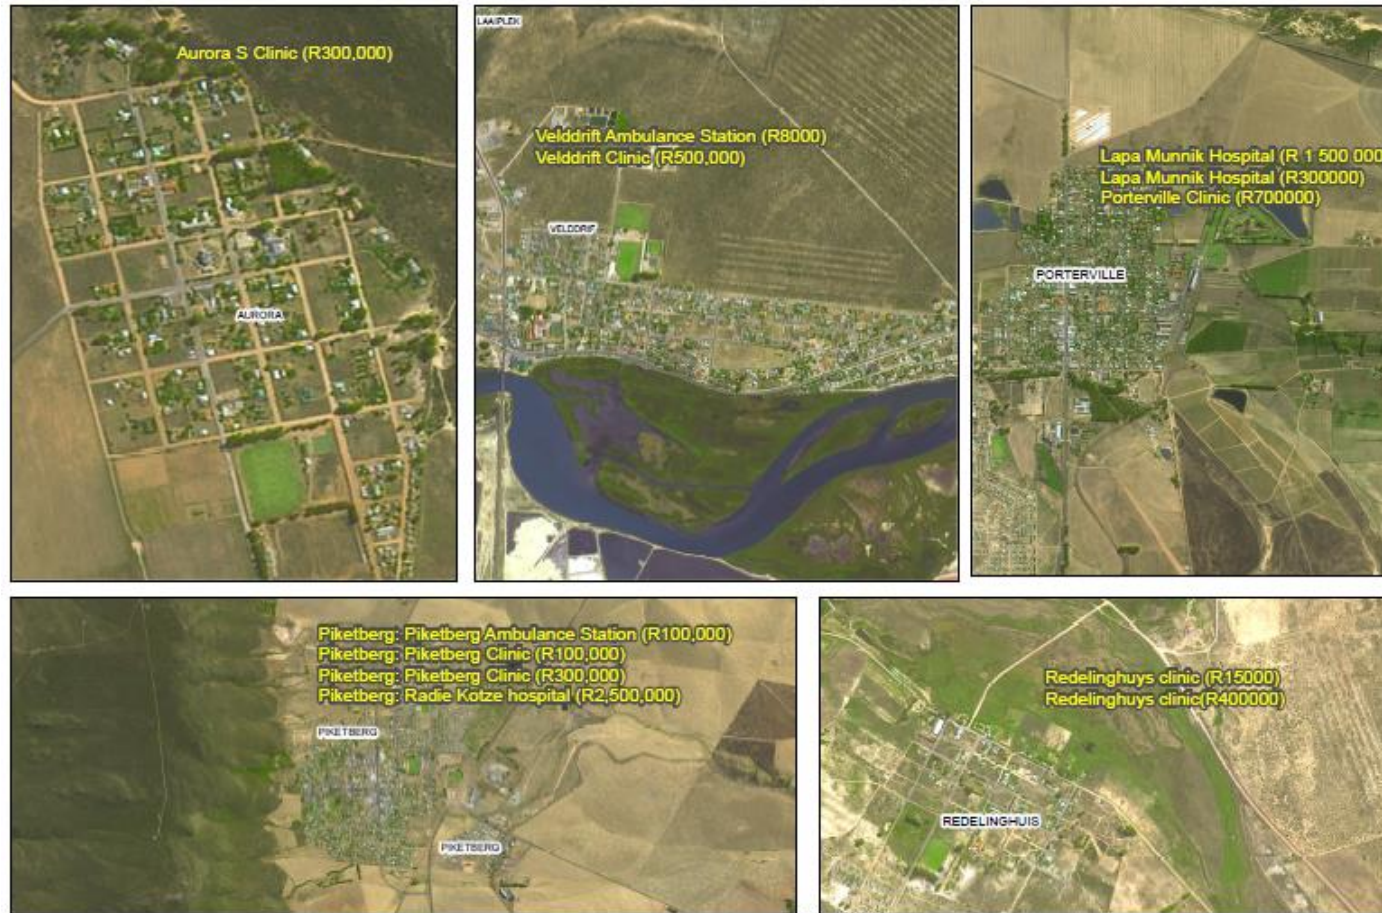 Aurora S Clinic (R300,000)
AURORA
LAAIPLEK
Velddrift Ambulance Station (R8000)
Velddrift Clinic (R500,000)
VELDDRIF
Lapa Munnik Hospital (R 1 500 000
Lapa Munnik Hospital (R300000)
Porterville Clinic (R700000)
PORTERVILLE
Piketberg: Piketberg Ambulance Station (R100,000)
Piketberg: Piketberg Clinic (R100,000)
Piketberg: Piketberg Clinic (R300,000)
Piketberg: Radie Kotze hospital (R2,500,000)
PIKETBERG
PIKETBERG
Redelinghuys clinic (R15000)
Redelinghuys clinic(R400000)
REDELINGHUIS